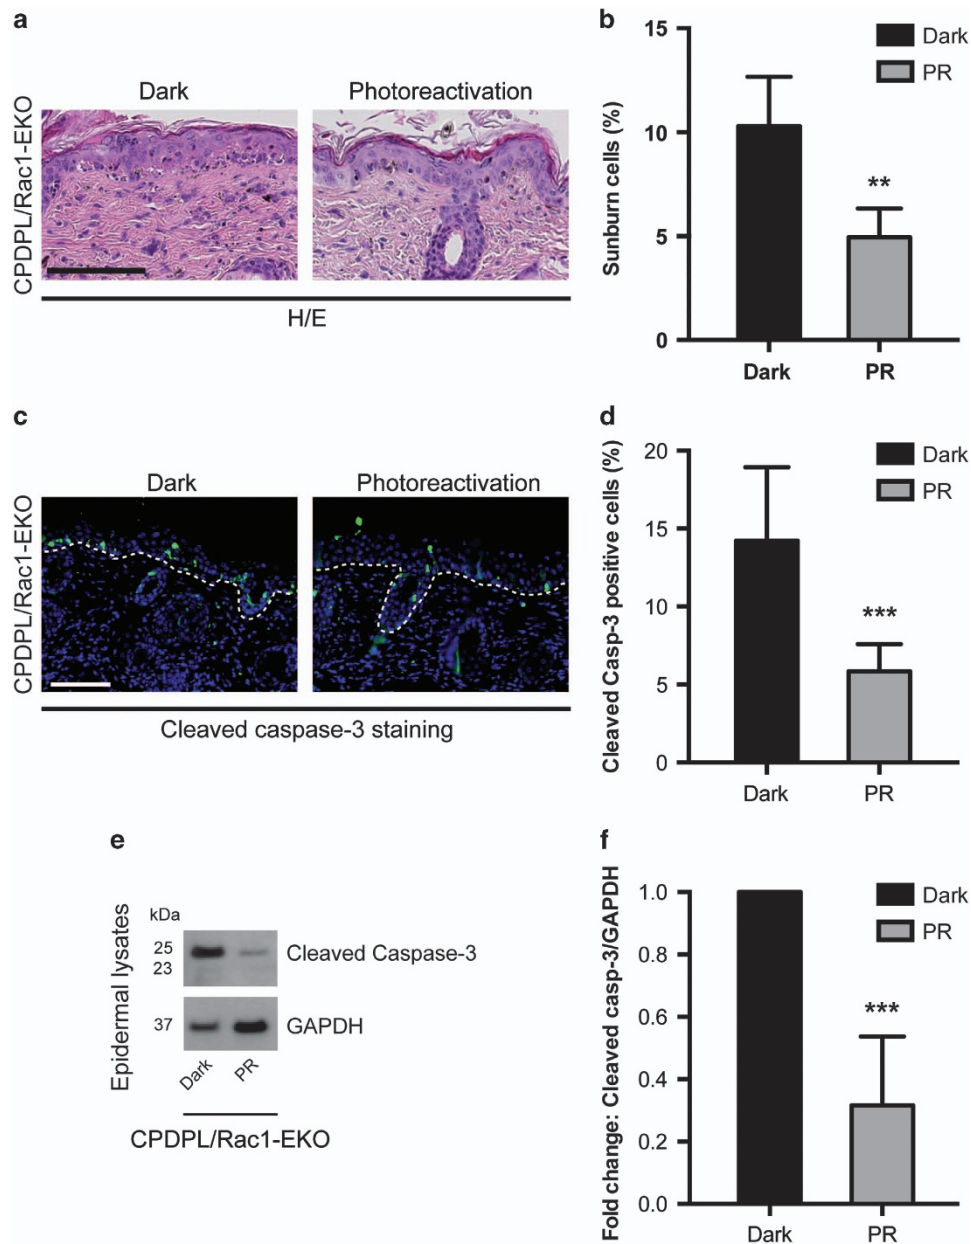 a
Dark
Photoreactivation
CPDPL/Rac1-EKO
H/E
b
Sunburn cells (%)
15
10
5
0
Dark
PR
**
Dark
PR
c
Dark
Photoreactivation
CPDPL/Rac1-EKO
Cleaved caspase-3 staining
d
Cleaved Casp-3 positive cells (%)
20
15
10
5
0
Dark
PR
***
Dark
PR
e
Epidermal lysates
kDa
25
23
Cleaved Caspase-3
37
GAPDH
Dark
PR
CPDPL/Rac1-EKO
f
Fold change: Cleaved casp-3/GAPDH
1.0
0.8
0.6
0.4
0.2
0.0
Dark
PR
***
Dark
PR